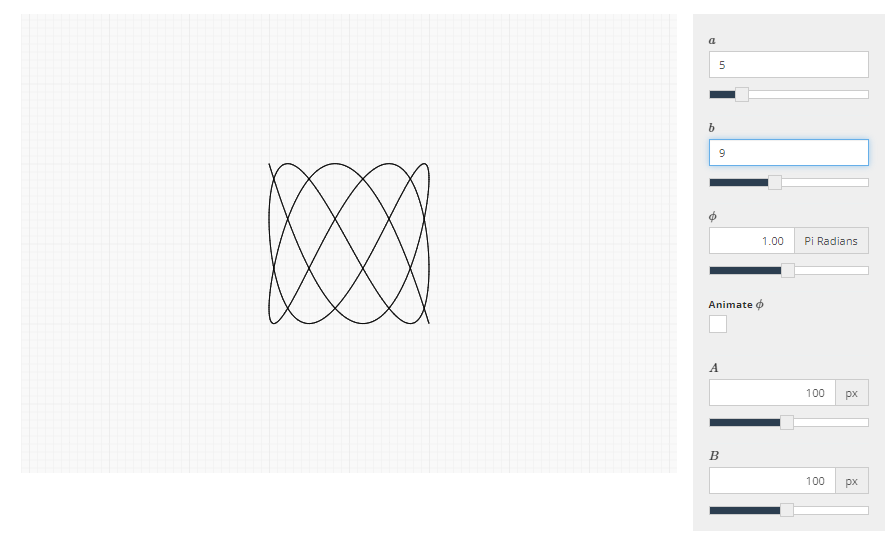 a
5
b
9
ϕ
1.00 Pi Radians
Animate ϕ
A
100 px
B
100 px